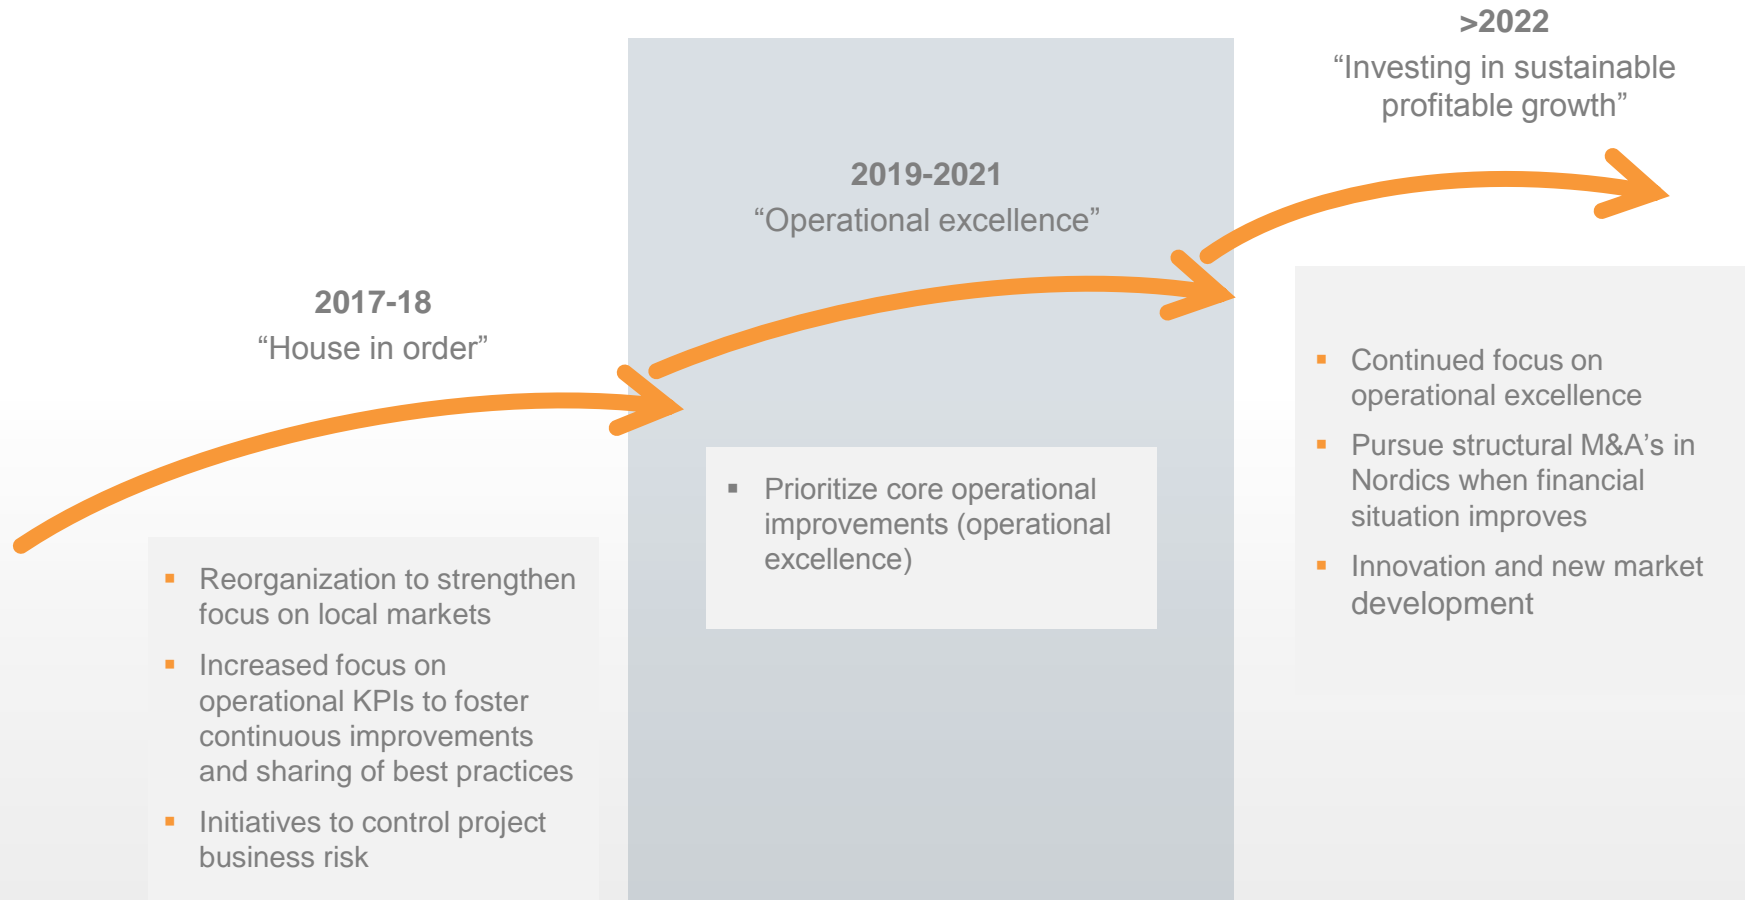 2017-18
“House in order”
▪ Reorganization to strengthen
focus on local markets
▪ Increased focus on
operational KPIs to foster
continuous improvements
and sharing of best practices
▪ Initiatives to control project
business risk
2019-2021
“Operational excellence”
▪ Prioritize core operational
improvements (operational
excellence)
>2022
“Investing in sustainable
profitable growth”
▪ Continued focus on
operational excellence
▪ Pursue structural M&A’s in
Nordics when financial
situation improves
▪ Innovation and new market
development